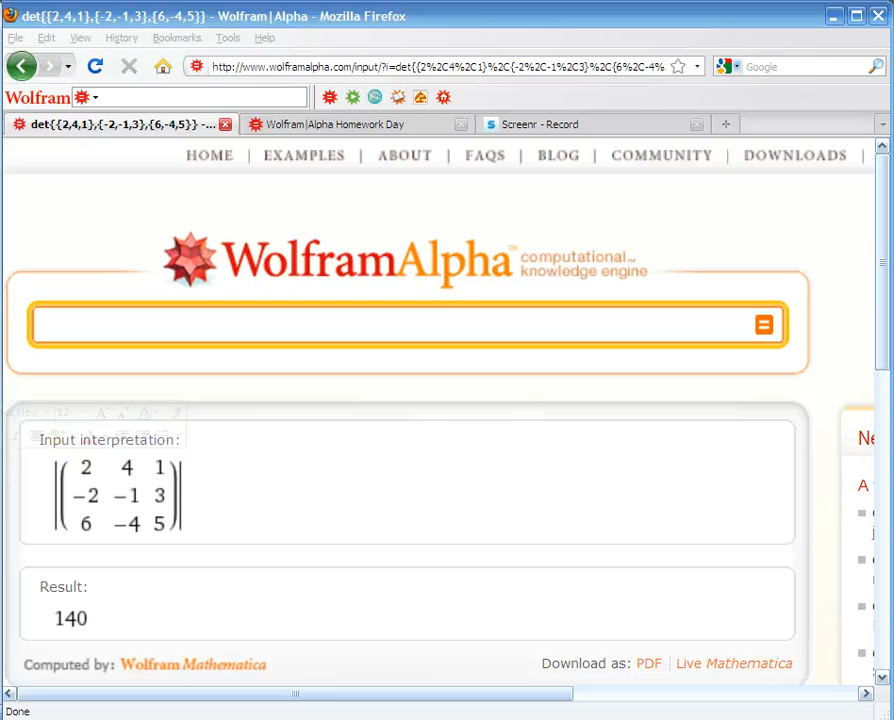 det{{2,4,1},{-2,-1,3},{6,-4,5}} - Wolfram|Alpha - Mozilla Firefox
File Edit View History Bookmarks Tools Help
http://www.wolframalpha.com/input/?i=det{{2%2C4%2C1}%2C{-2%2C-1%2C3}%2C{6%2C-4% Google
Wolfram
det{{2,4,1},{-2,-1,3},{6,-4,5}} -... Wolfram|Alpha Homework Day Screenr - Record
HOME | EXAMPLES | ABOUT | FAQS | BLOG | COMMUNITY | DOWNLOADS |
WolframAlpha™ computational™
knowledge engine
Input interpretation:
2 4 1
−2 −1 3
6 −4 5
Result:
140
Computed by: Wolfram Mathematica Download as: PDF | Live Mathematica
Ne
A
Done